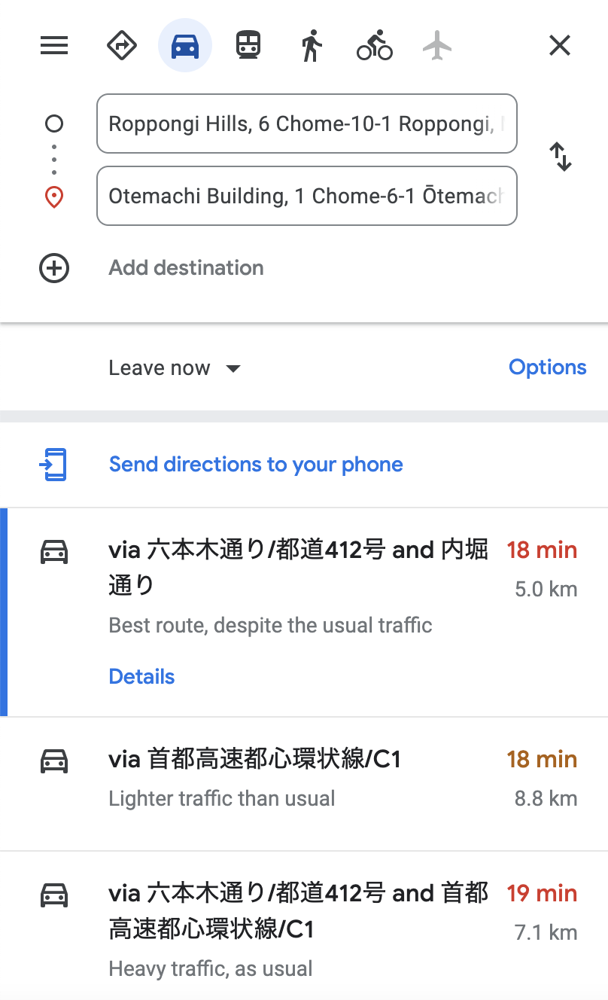 Roppongi Hills, 6 Chome-10-1 Roppongi,
Otemachi Building, 1 Chome-6-1
Add destination
Leave now
Options
Send directions to your phone
via 六本木通り/都道412号 and 内堀
通り
18 min
5.0 km
Best route, despite the usual traffic
Details
via 首都高速都心環状線/C1
18 min
Lighter traffic than usual
8.8 km
via 六本木通り/都道412号 and 首都
高速都心環状線/C1
19 min
7.1 km
Heavy traffic, as usual